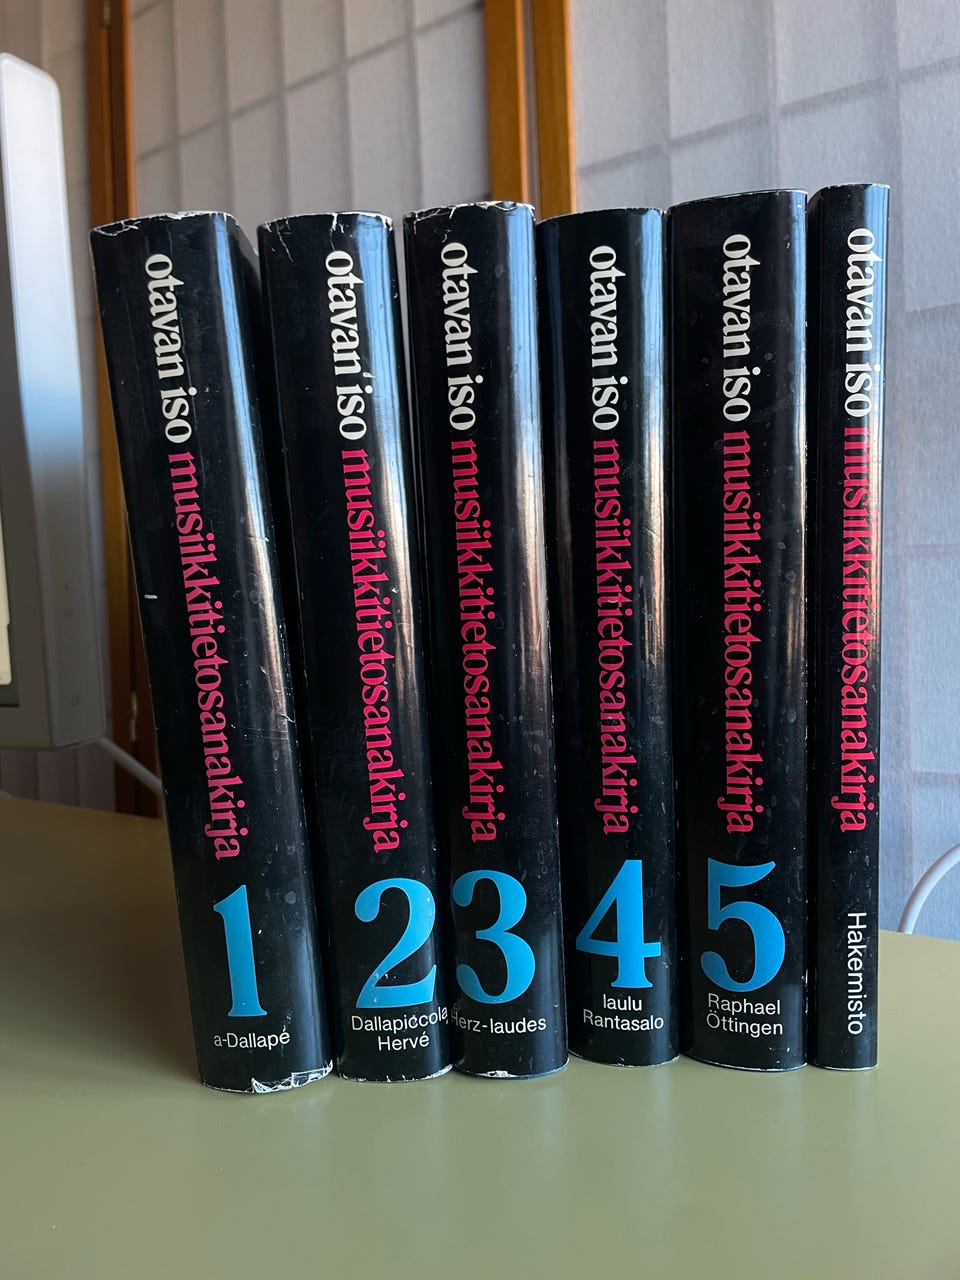 otavan iso musiikkitietosanakirja
1
a-Dallapé
otavan iso musiikkitietosanakirja
2
Dallapiccola
Hervé
otavan iso musiikkitietosanakirja
3
Herz-laudes
otavan iso musiikkitietosanakirja
4
laulu
Rantasalo
otavan iso musiikkitietosanakirja
5
Raphael
Öttingen
otavan iso musiikkitietosanakirja
Hakemisto